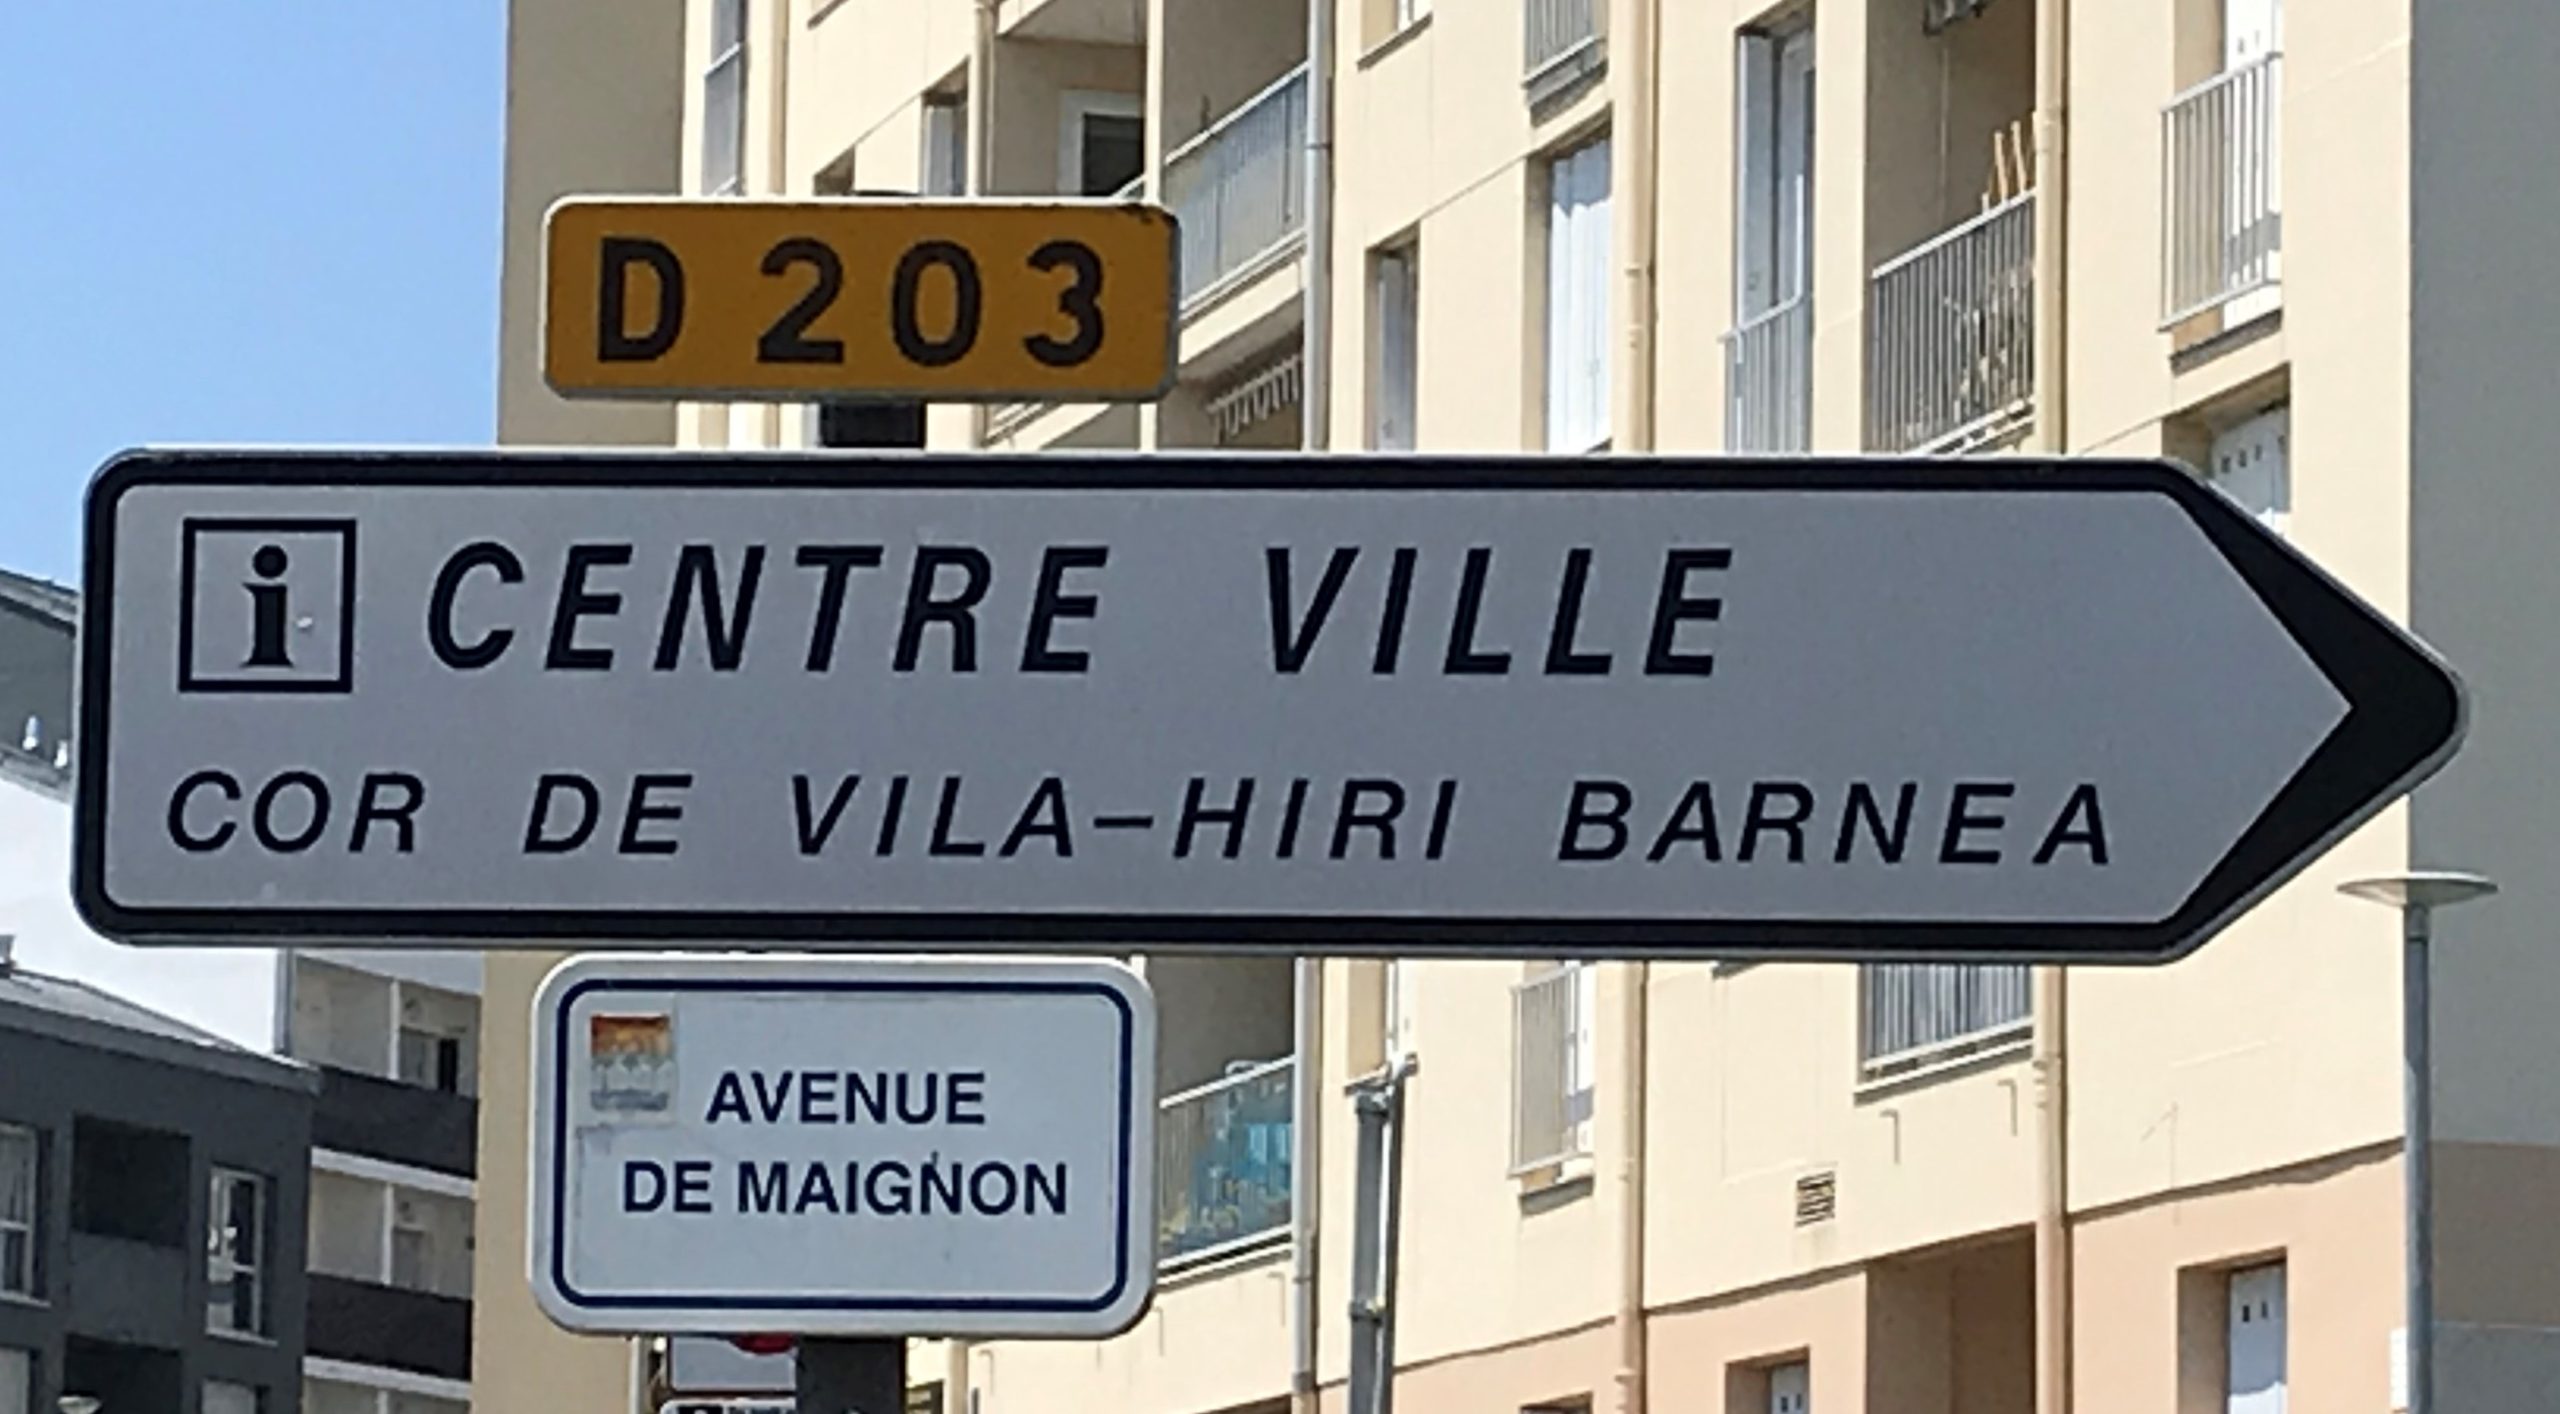 D 203
i CENTRE VILLE
COR DE VILA-HIRI BARNEA
AVENUE
DE MAIGNON